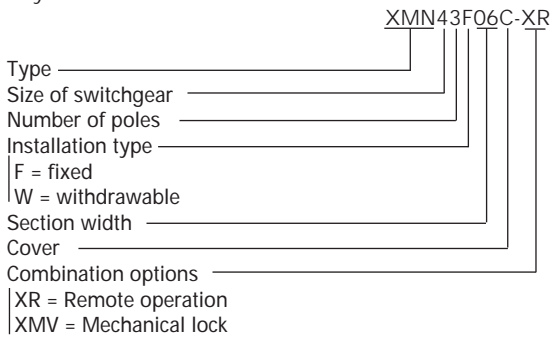 XMN43F06C-XR
Type
Size of switchgear
Number of poles
Installation type
F = fixed
W = withdrawable
Section width
Cover
Combination options
XR = Remote operation
XMV = Mechanical lock